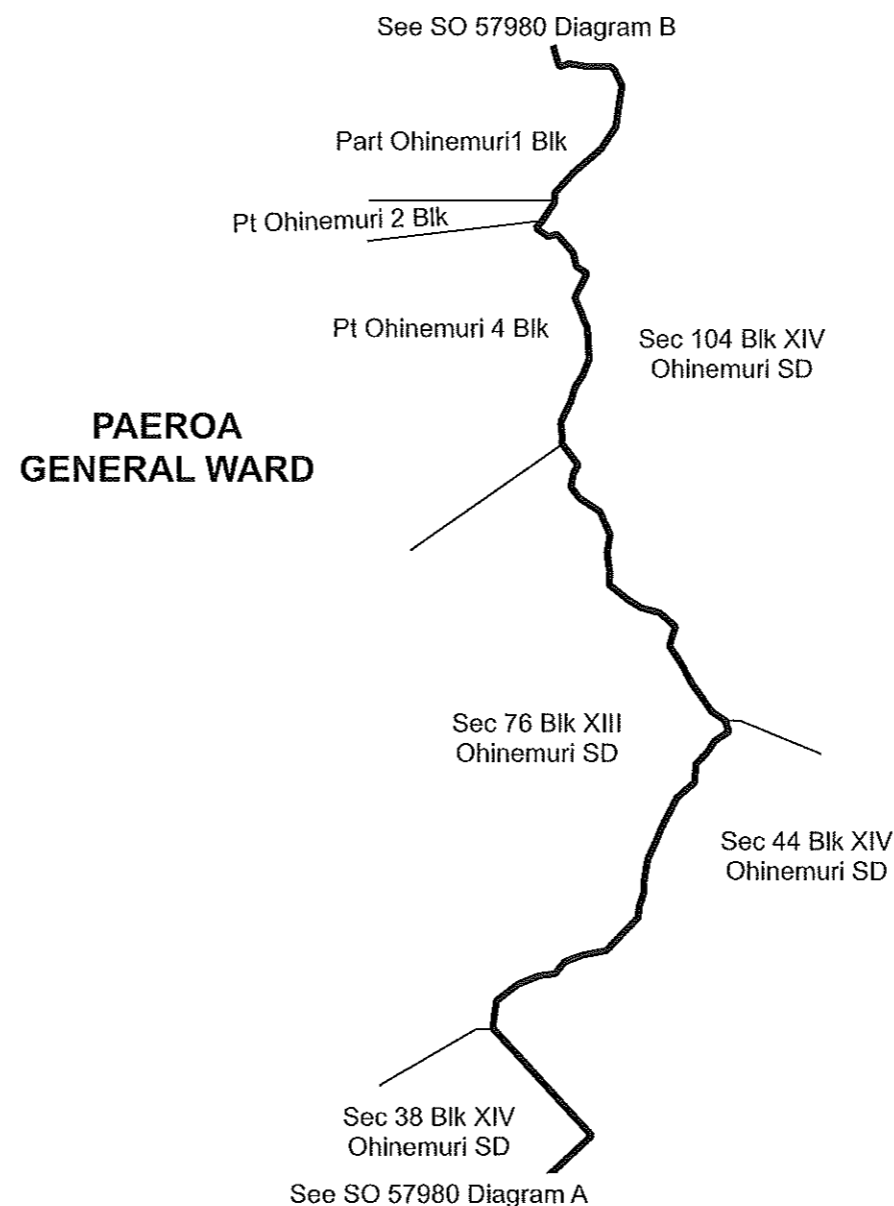 See SO 57980 Diagram B
Part Ohinemuri1 Blk
Pt Ohinemuri 2 Blk
Pt Ohinemuri 4 Blk
Sec 104 Blk XIV
Ohinemuri SD
PAEROA
GENERAL WARD
Sec 76 Blk XIII
Ohinemuri SD
Sec 44 Blk XIV
Ohinemuri SD
Sec 38 Blk XIV
Ohinemuri SD
See SO 57980 Diagram A